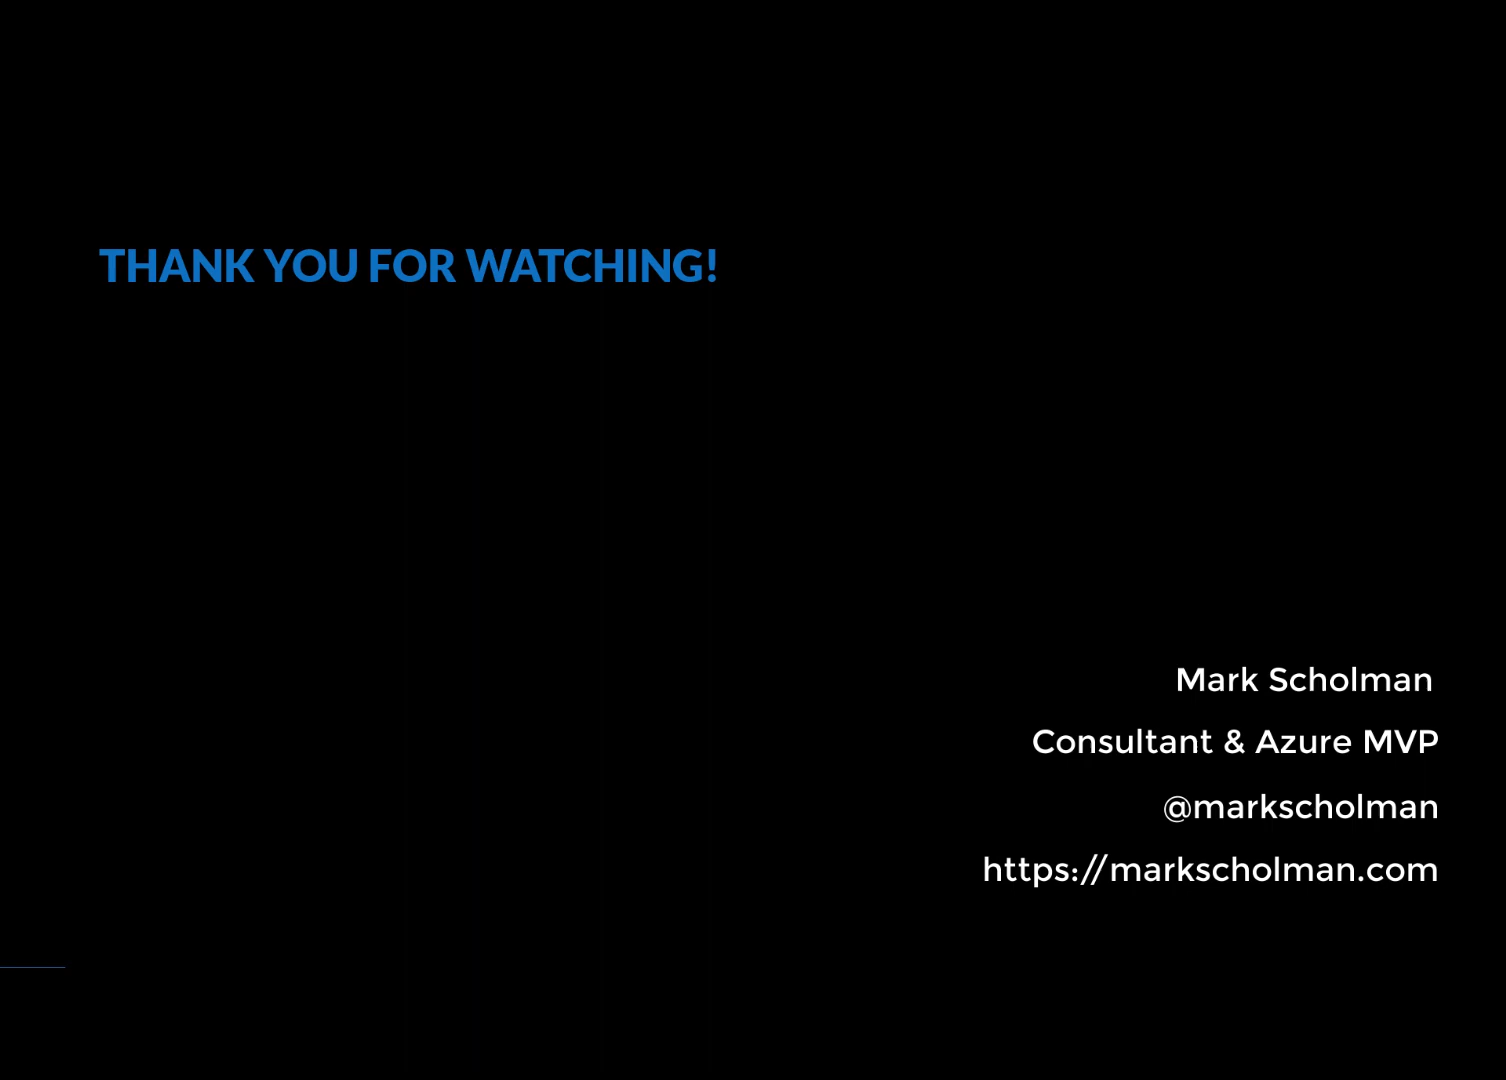 THANK YOU FOR WATCHING!
Mark Scholman
Consultant & Azure MVP
@markscholman
https://markscholman.com